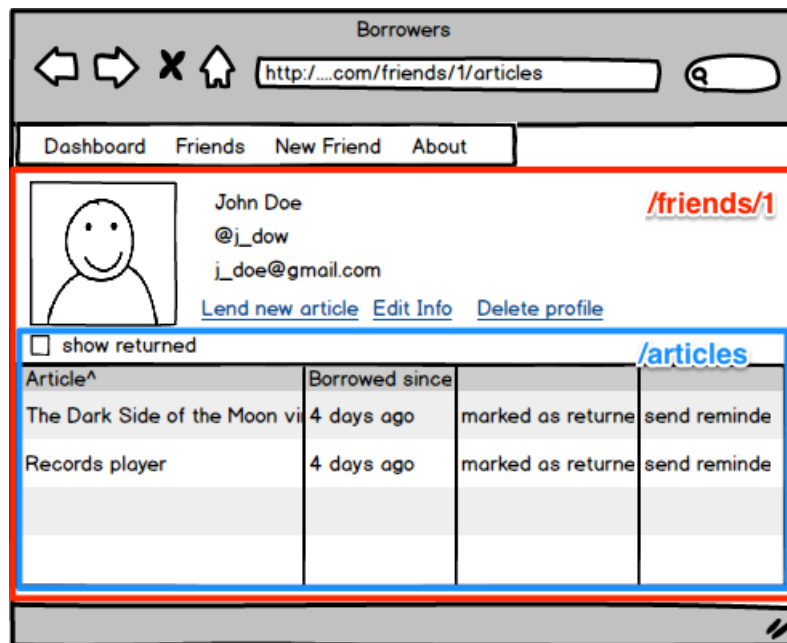 Borrowers
http:/....com/friends/1/articles
Dashboard Friends New Friend About
/friends/1
John Doe
@j_dow
j_doe@gmail.com
Lend new article Edit Info Delete profile
show returned
/articles
Article^ Borrowed since
The Dark Side of the Moon vi 4 days ago marked as returne send reminde
Records player 4 days ago marked as returne send reminde